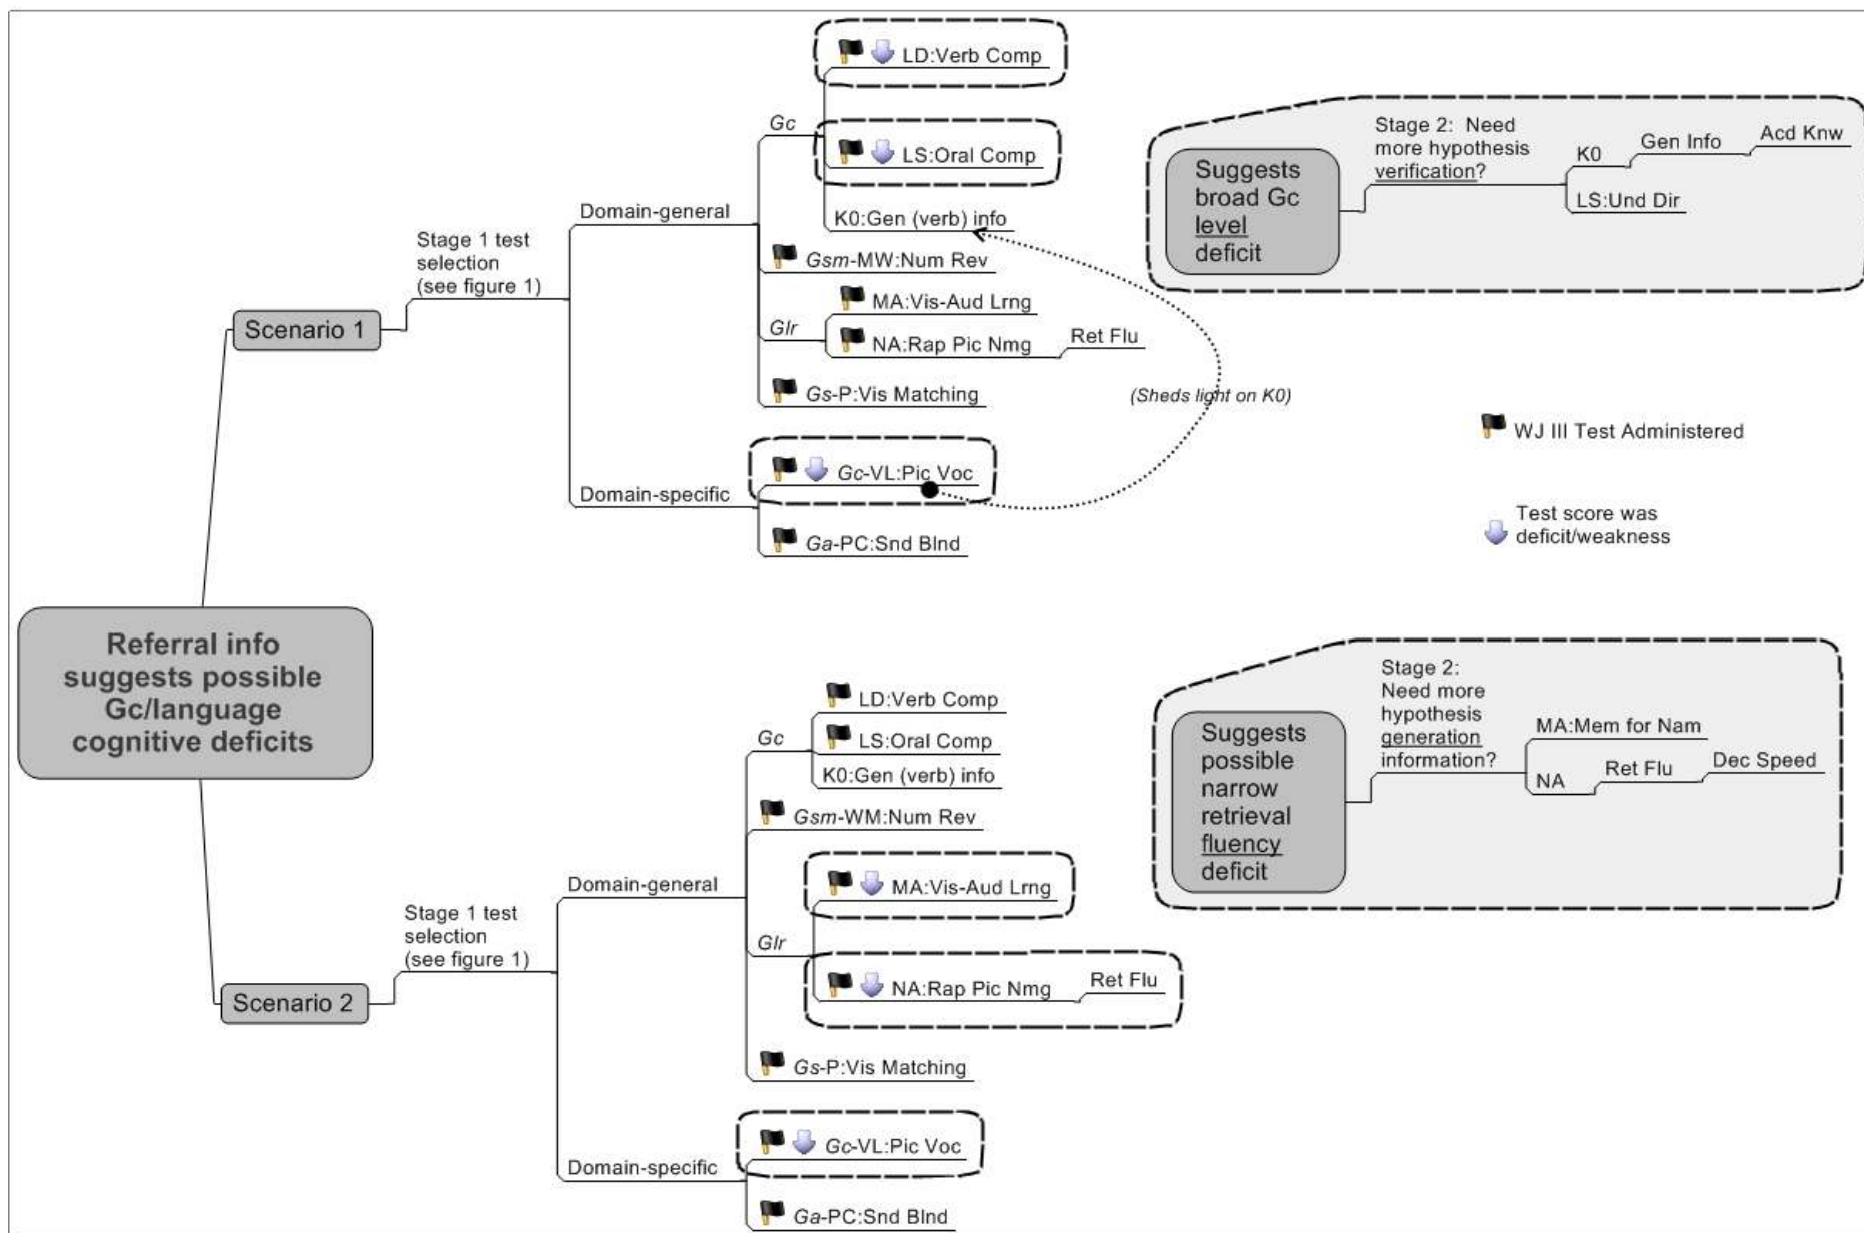 Referral info
suggests possible
Gc/language
cognitive deficits
Scenario 1
Stage 1 test
selection
(see figure 1)
Domain-general
Gc
LD:Verb Comp
LS:Oral Comp
K0:Gen (verb) info
Gsm-MW:Num Rev
Glr
MA:Vis-Aud Lrng
NA:Rap Pic Nmg
Ret Flu
Gs-P:Vis Matching
Domain-specific
Gc-VL:Pic Voc
Ga-PC:Snd Blnd
(Sheds light on K0)
Suggests
broad Gc
level
deficit
Stage 2: Need
more hypothesis
verification?
K0
Gen Info
Acd Knw
LS:Und Dir
WJ III Test Administered
Test score was
deficit/weakness
Scenario 2
Stage 1 test
selection
(see figure 1)
Domain-general
Gc
LD:Verb Comp
LS:Oral Comp
K0:Gen (verb) info
Gsm-WM:Num Rev
Glr
MA:Vis-Aud Lrng
NA:Rap Pic Nmg
Ret Flu
Gs-P:Vis Matching
Domain-specific
Gc-VL:Pic Voc
Ga-PC:Snd Blnd
Suggests
possible
narrow
retrieval
fluency
deficit
Stage 2:
Need more
hypothesis
generation
information?
MA:Mem for Nam
NA
Ret Flu
Dec Speed